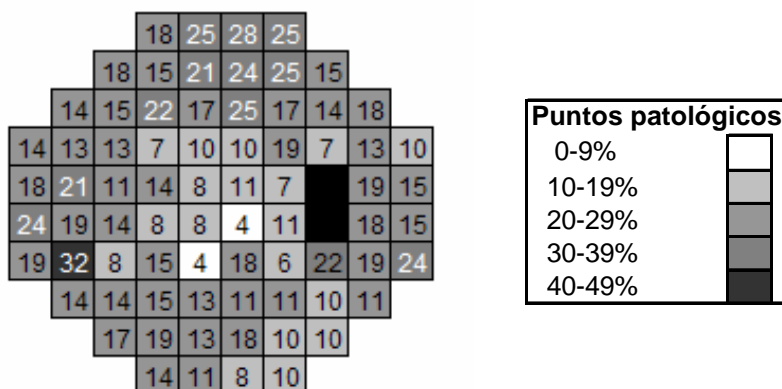 18 25 28 25
18 15 21 24 25 15
14 15 22 17 25 17 14 18
14 13 13 7 10 10 19 7 13 10
18 21 11 14 8 11 7 19 15
24 19 14 8 8 4 11 18 15
19 32 8 15 4 18 6 22 19 24
14 14 15 13 11 11 10 11
17 19 13 18 10 10
14 11 8 10
Puntos patológicos
0-9%
10-19%
20-29%
30-39%
40-49%